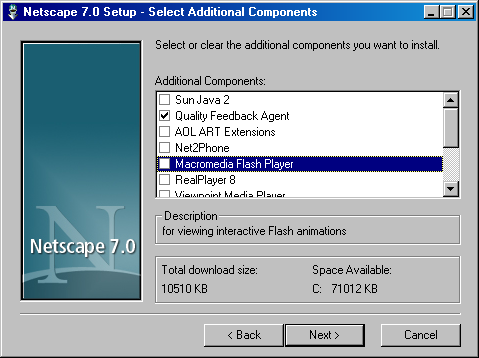 Netscape 7.0 Setup - Select Additional Components
Select or clear the additional components you want to install.
Additional Components:
Sun Java 2
Quality Feedback Agent
AOL ART Extensions
Net2Phone
Macromedia Flash Player
RealPlayer 8
Viewpoint Media Player
Description
for viewing interactive Flash animations
N
Netscape 7.0
Total download size:
10510 KB
Space Available:
C: 71012 KB
< Back
Next >
Cancel